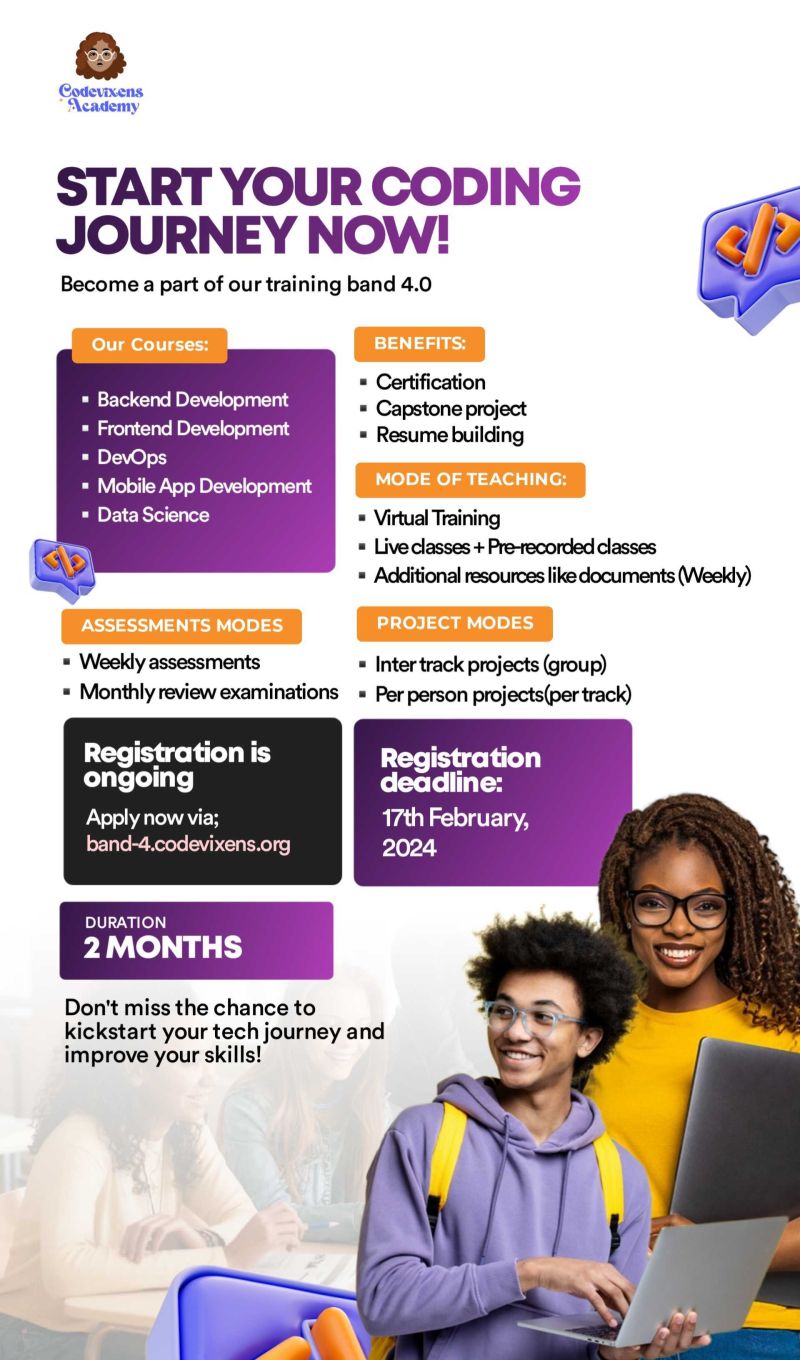 Codevixens
Academy
START YOUR CODING
JOURNEY NOW!
Become a part of our training band 4.0
Our Courses:
▪ Backend Development
▪ Frontend Development
▪ DevOps
▪ Mobile App Development
▪ Data Science
BENEFITS:
▪ Certification
▪ Capstone project
▪ Resume building
MODE OF TEACHING:
▪ Virtual Training
▪ Live classes + Pre-recorded classes
▪ Additional resources like documents (Weekly)
ASSESSMENTS MODES
▪ Weekly assessments
▪ Monthly review examinations
PROJECT MODES
▪ Inter track projects (group)
▪ Per person projects(per track)
Registration is
ongoing
Apply now via;
band-4.codevixens.org
Registration
deadline:
17th February,
2024
DURATION
2 MONTHS
Don't miss the chance to
kickstart your tech journey and
improve your skills!